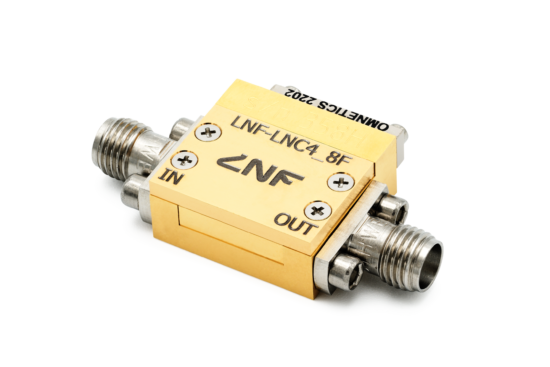 OMNETICS 2202
LNF-LNC4_8F
LNF
IN
OUT